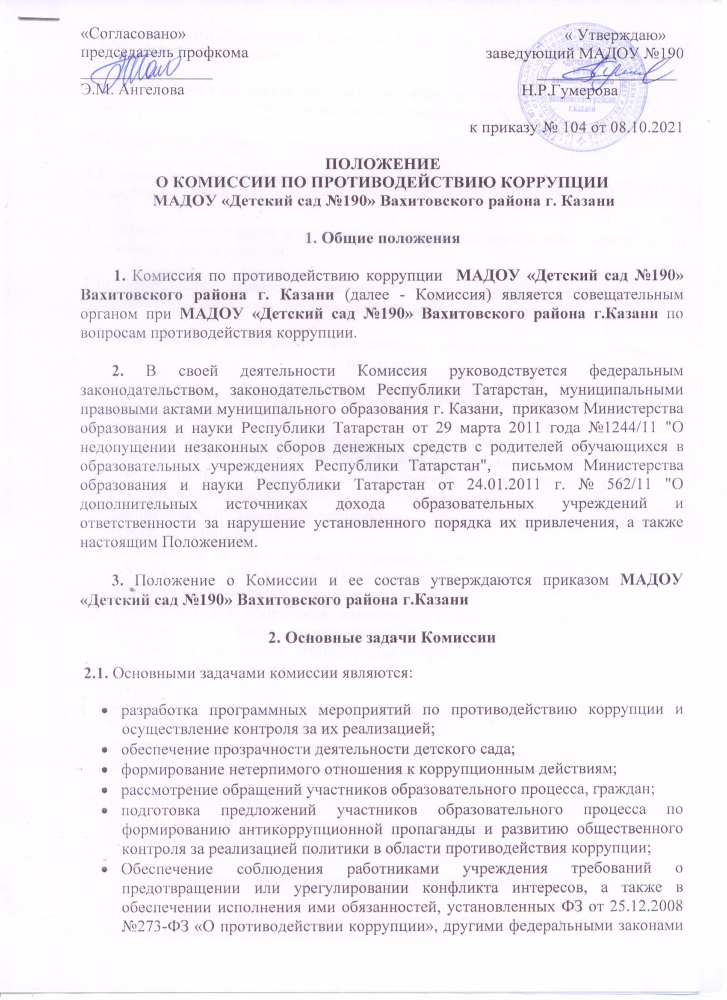 «Согласовано»
председатель профкома
Э.М. Ангелова
« Утверждаю»
заведующий МАДОУ №190
Н.Р.Гумерова
«Детский сад
комбинированного
Вахитовского района
г.Казани
к приказу № 104 от 08.10.2021
ПОЛОЖЕНИЕ
О КОМИССИИ ПО ПРОТИВОДЕЙСТВИЮ КОРРУПЦИИ
МАДОУ «Детский сад №190» Вахитовского района г. Казани
1. Общие положения
1. Комиссия по противодействию коррупции МАДОУ «Детский сад №190»
Вахитовского района г. Казани (далее - Комиссия) является совещательным
органом при МАДОУ «Детский сад №190» Вахитовского района г.Казани по
вопросам противодействия коррупции.
2. В своей деятельности Комиссия руководствуется федеральным
законодательством, законодательством Республики Татарстан, муниципальными
правовыми актами муниципального образования г. Казани, приказом Министерства
образования и науки Республики Татарстан от 29 марта 2011 года №1244/11 "О
недопущении незаконных сборов денежных средств с родителей обучающихся в
образовательных учреждениях Республики Татарстан", письмом Министерства
образования и науки Республики Татарстан от 24.01.2011 г. № 562/11 "О
дополнительных источниках дохода образовательных учреждений и
ответственности за нарушение установленного порядка их привлечения, а также
настоящим Положением.
3. Положение о Комиссии и ее состав утверждаются приказом МАДОУ
«Детский сад №190» Вахитовского района г.Казани
2. Основные задачи Комиссии
2.1. Основными задачами комиссии являются:
• разработка программных мероприятий по противодействию коррупции и
осуществление контроля за их реализацией;
• обеспечение прозрачности деятельности детского сада;
• формирование нетерпимого отношения к коррупционным действиям;
• рассмотрение обращений участников образовательного процесса, граждан;
• подготовка предложений участников образовательного процесса по
формированию антикоррупционной пропаганды и развитию общественного
контроля за реализацией политики в области противодействия коррупции;
• Обеспечение соблюдения работниками учреждения требований о
предотвращении или урегулировании конфликта интересов, а также в
обеспечении исполнения ими обязанностей, установленных ФЗ от 25.12.2008
№273-ФЗ «О противодействии коррупции», другими федеральными законами